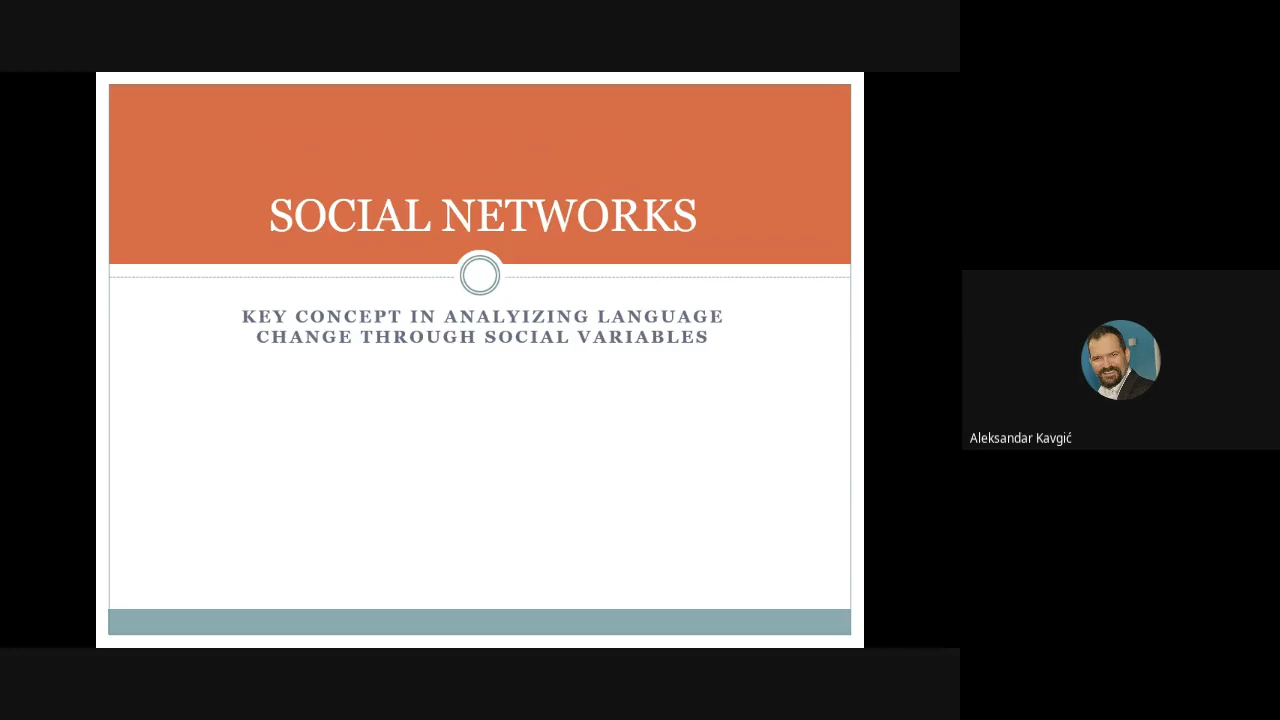 SOCIAL NETWORKS
KEY CONCEPT IN ANALYIZING LANGUAGE
CHANGE THROUGH SOCIAL VARIABLES
Aleksandar Kavgić